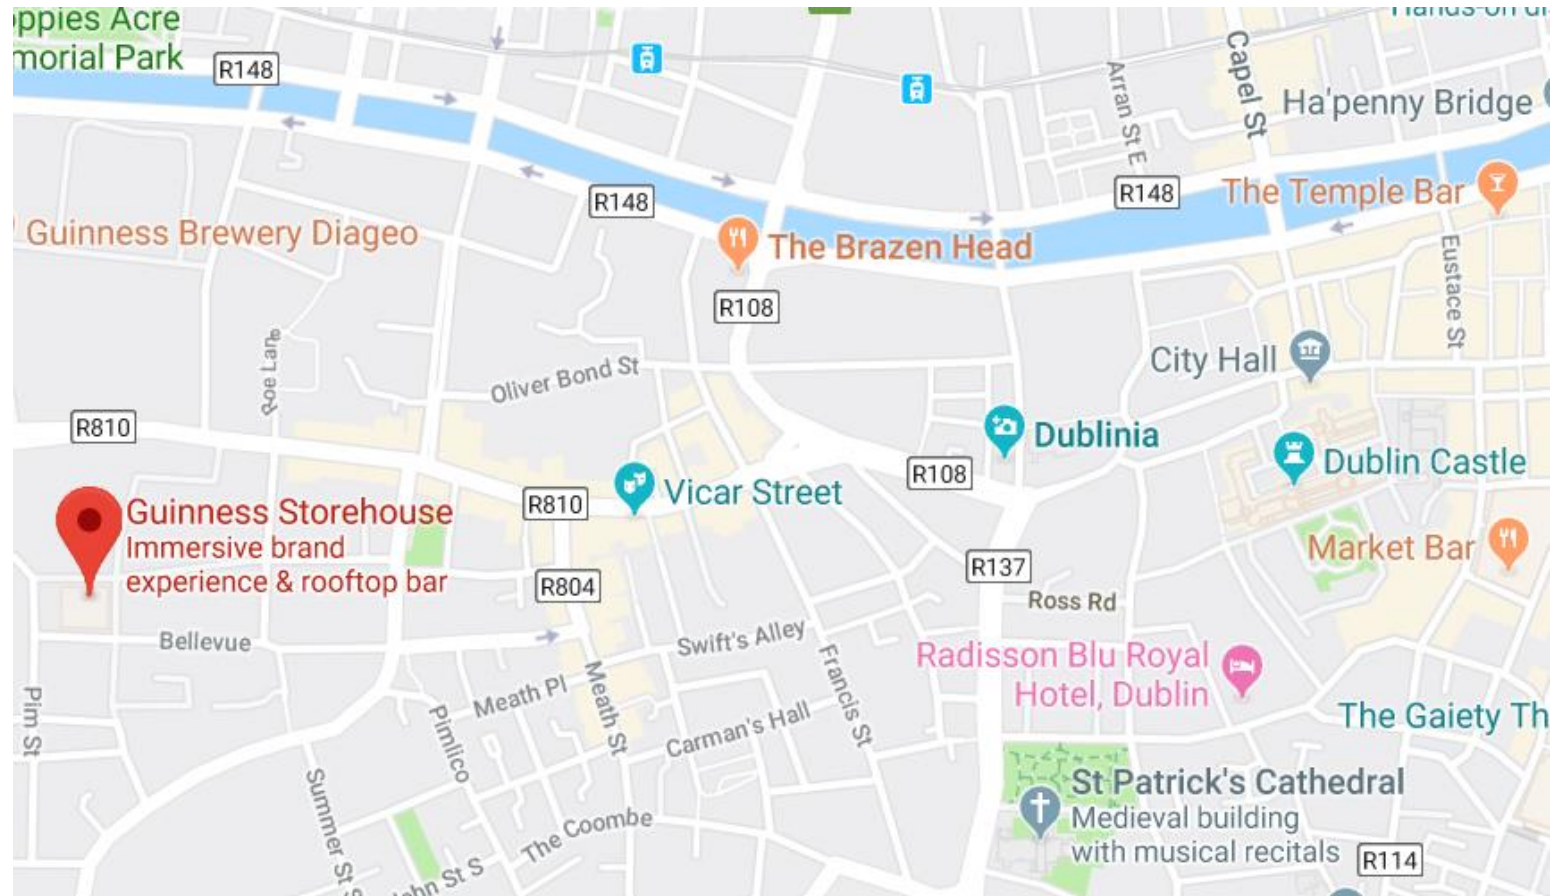 oppies Acre
morial Park
R148
Capel St
Arran St E
Ha'penny Bridge
R148
R148
The Temple Bar
Guinness Brewery Diageo
The Brazen Head
Eustace St
R108
Roe Lane
City Hall
Oliver Bond St
R810
Dublinia
Dublin Castle
R108
Vicar Street
R810
Guinness Storehouse
Immersive brand
experience & rooftop bar
Market Bar
R137
R804
Ross Rd
Bellevue
Swift's Alley
Radisson Blu Royal
Hotel, Dublin
Francis St
Meath Pl
Meath St
Pim St
Pimlico
Carman's Hall
The Gaiety Th
St Patrick's Cathedral
Medieval building
with musical recitals
Summer St S
The Coombe
R114
ohn St S